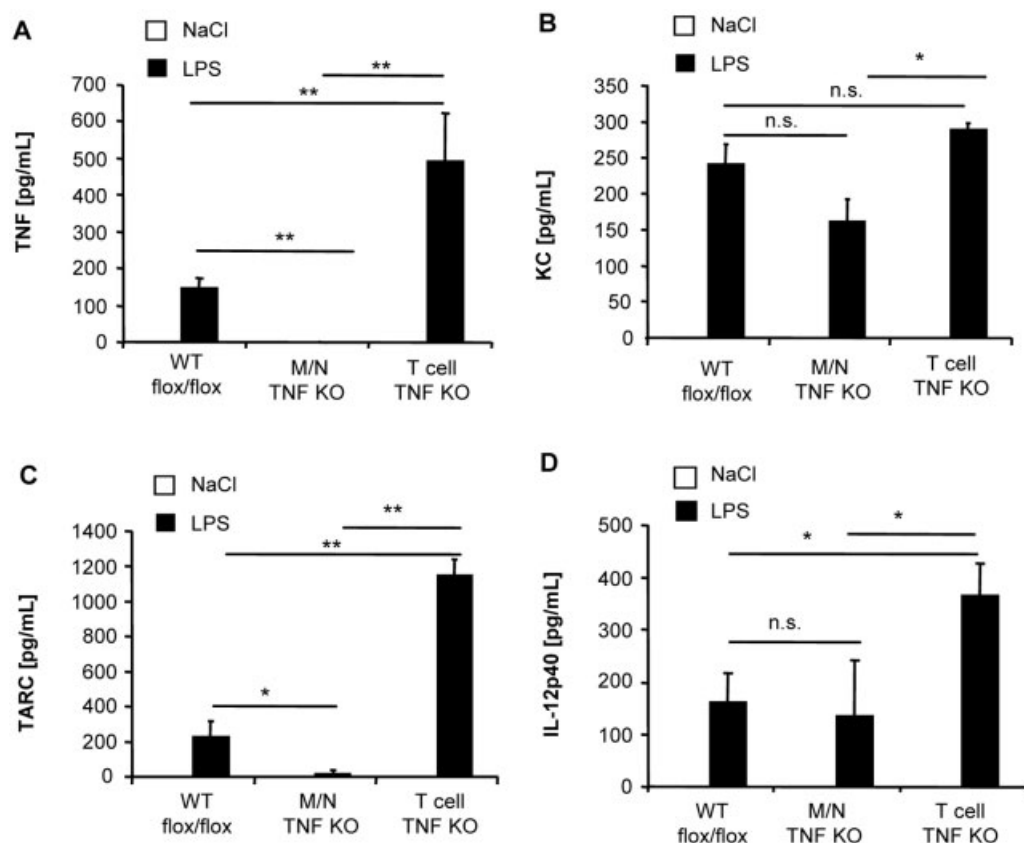 A
NaCl
LPS
**
**
**
TNF [pg/mL]
700
600
500
400
300
200
100
0
WT
flox/flox
M/N
TNF KO
T cell
TNF KO
B
NaCl
LPS
*
n.s.
n.s.
KC [pg/mL]
350
300
250
200
150
100
50
0
WT
flox/flox
M/N
TNF KO
T cell
TNF KO
C
NaCl
LPS
**
**
*
TARC [pg/mL]
1400
1200
1000
800
600
400
200
0
WT
flox/flox
M/N
TNF KO
T cell
TNF KO
D
NaCl
LPS
*
*
n.s.
IL-12p40 [pg/mL]
500
400
300
200
100
0
WT
flox/flox
M/N
TNF KO
T cell
TNF KO